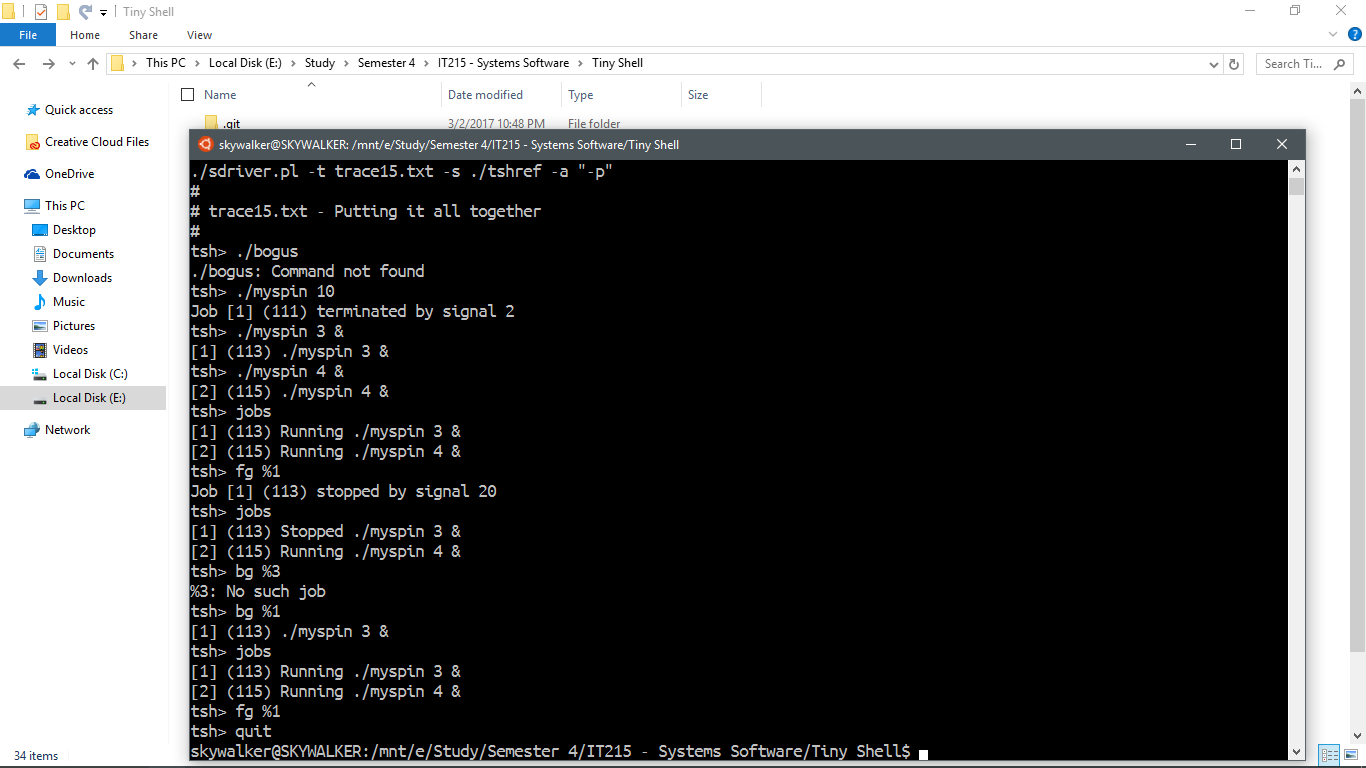 Tiny Shell
File Home Share View
This PC Local Disk (E:) Study Semester 4 IT215 - Systems Software Tiny Shell
Search Ti...
Name Date modified Type Size
.git 3/2/2017 10:48 PM File folder
Quick access
Creative Cloud Files
OneDrive
This PC
Desktop
Documents
Downloads
Music
Pictures
Videos
Local Disk (C:)
Local Disk (E:)
Network
34 items
skywalker@SKYWALKER: /mnt/e/Study/Semester 4/IT215 - Systems Software/Tiny Shell
./sdriver.pl -t trace15.txt -s ./tshref -a "-p"
#
# trace15.txt - Putting it all together
#
tsh> ./bogus
./bogus: Command not found
tsh> ./myspin 10
Job [1] (111) terminated by signal 2
tsh> ./myspin 3 &
[1] (113) ./myspin 3 &
tsh> ./myspin 4 &
[2] (115) ./myspin 4 &
tsh> jobs
[1] (113) Running ./myspin 3 &
[2] (115) Running ./myspin 4 &
tsh> fg %1
Job [1] (113) stopped by signal 20
tsh> jobs
[1] (113) Stopped ./myspin 3 &
[2] (115) Running ./myspin 4 &
tsh> bg %3
%3: No such job
tsh> bg %1
[1] (113) ./myspin 3 &
tsh> jobs
[1] (113) Running ./myspin 3 &
[2] (115) Running ./myspin 4 &
tsh> fg %1
tsh> quit
skywalker@SKYWALKER:/mnt/e/Study/Semester 4/IT215 - Systems Software/Tiny Shell$